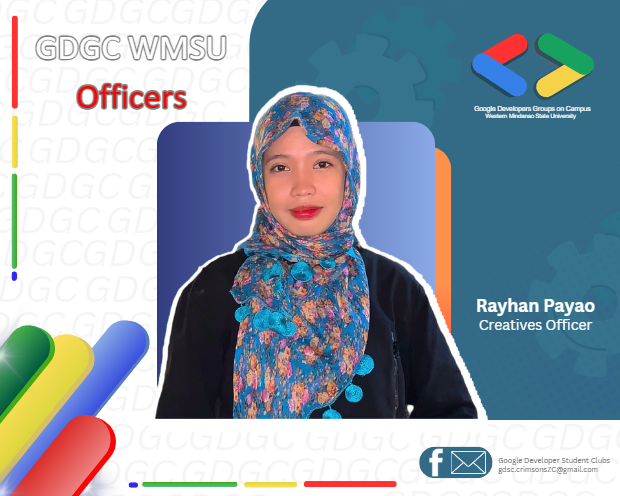 GDGC WMSU
Officers
Google Developers Groups on Campus
Western Mindanao State University
Rayhan Payao
Creatives Officer
Google Developer Student Clubs
gdsc.crimsonsZC@gmail.com